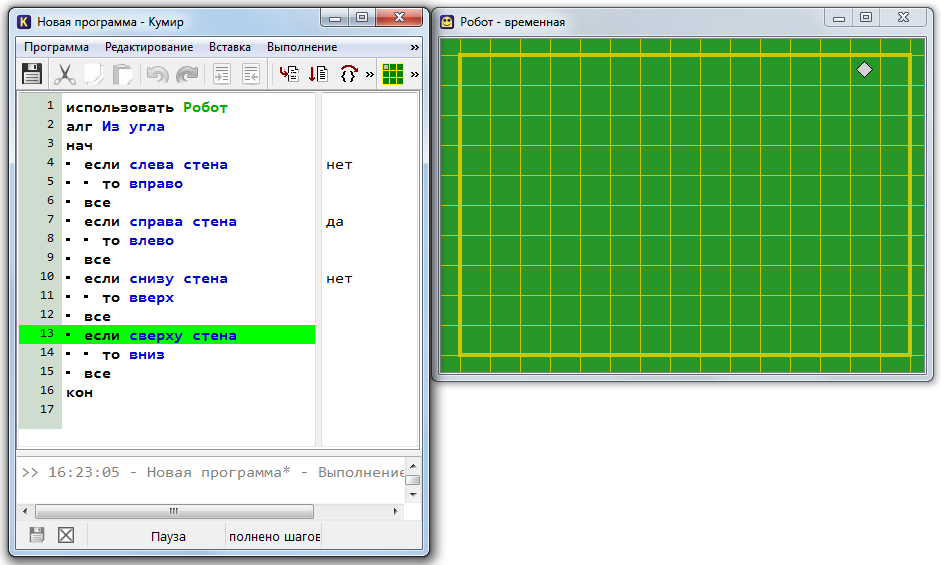 Новая программа - Кумир
Программа Редактирование Вставка Выполнение »
» »
1 использовать Робот
2 алг Из угла
3 нач
4 если слева стена нет
5 то вправо
6 все
7 если справа стена да
8 то влево
9 все
10 если снизу стена нет
11 то вверх
12 все
13 если сверху стена
14 то вниз
15 все
16 кон
17
>> 16:23:05 - Новая программа* - Выполнение
Пауза полнено шагов
Робот - временная